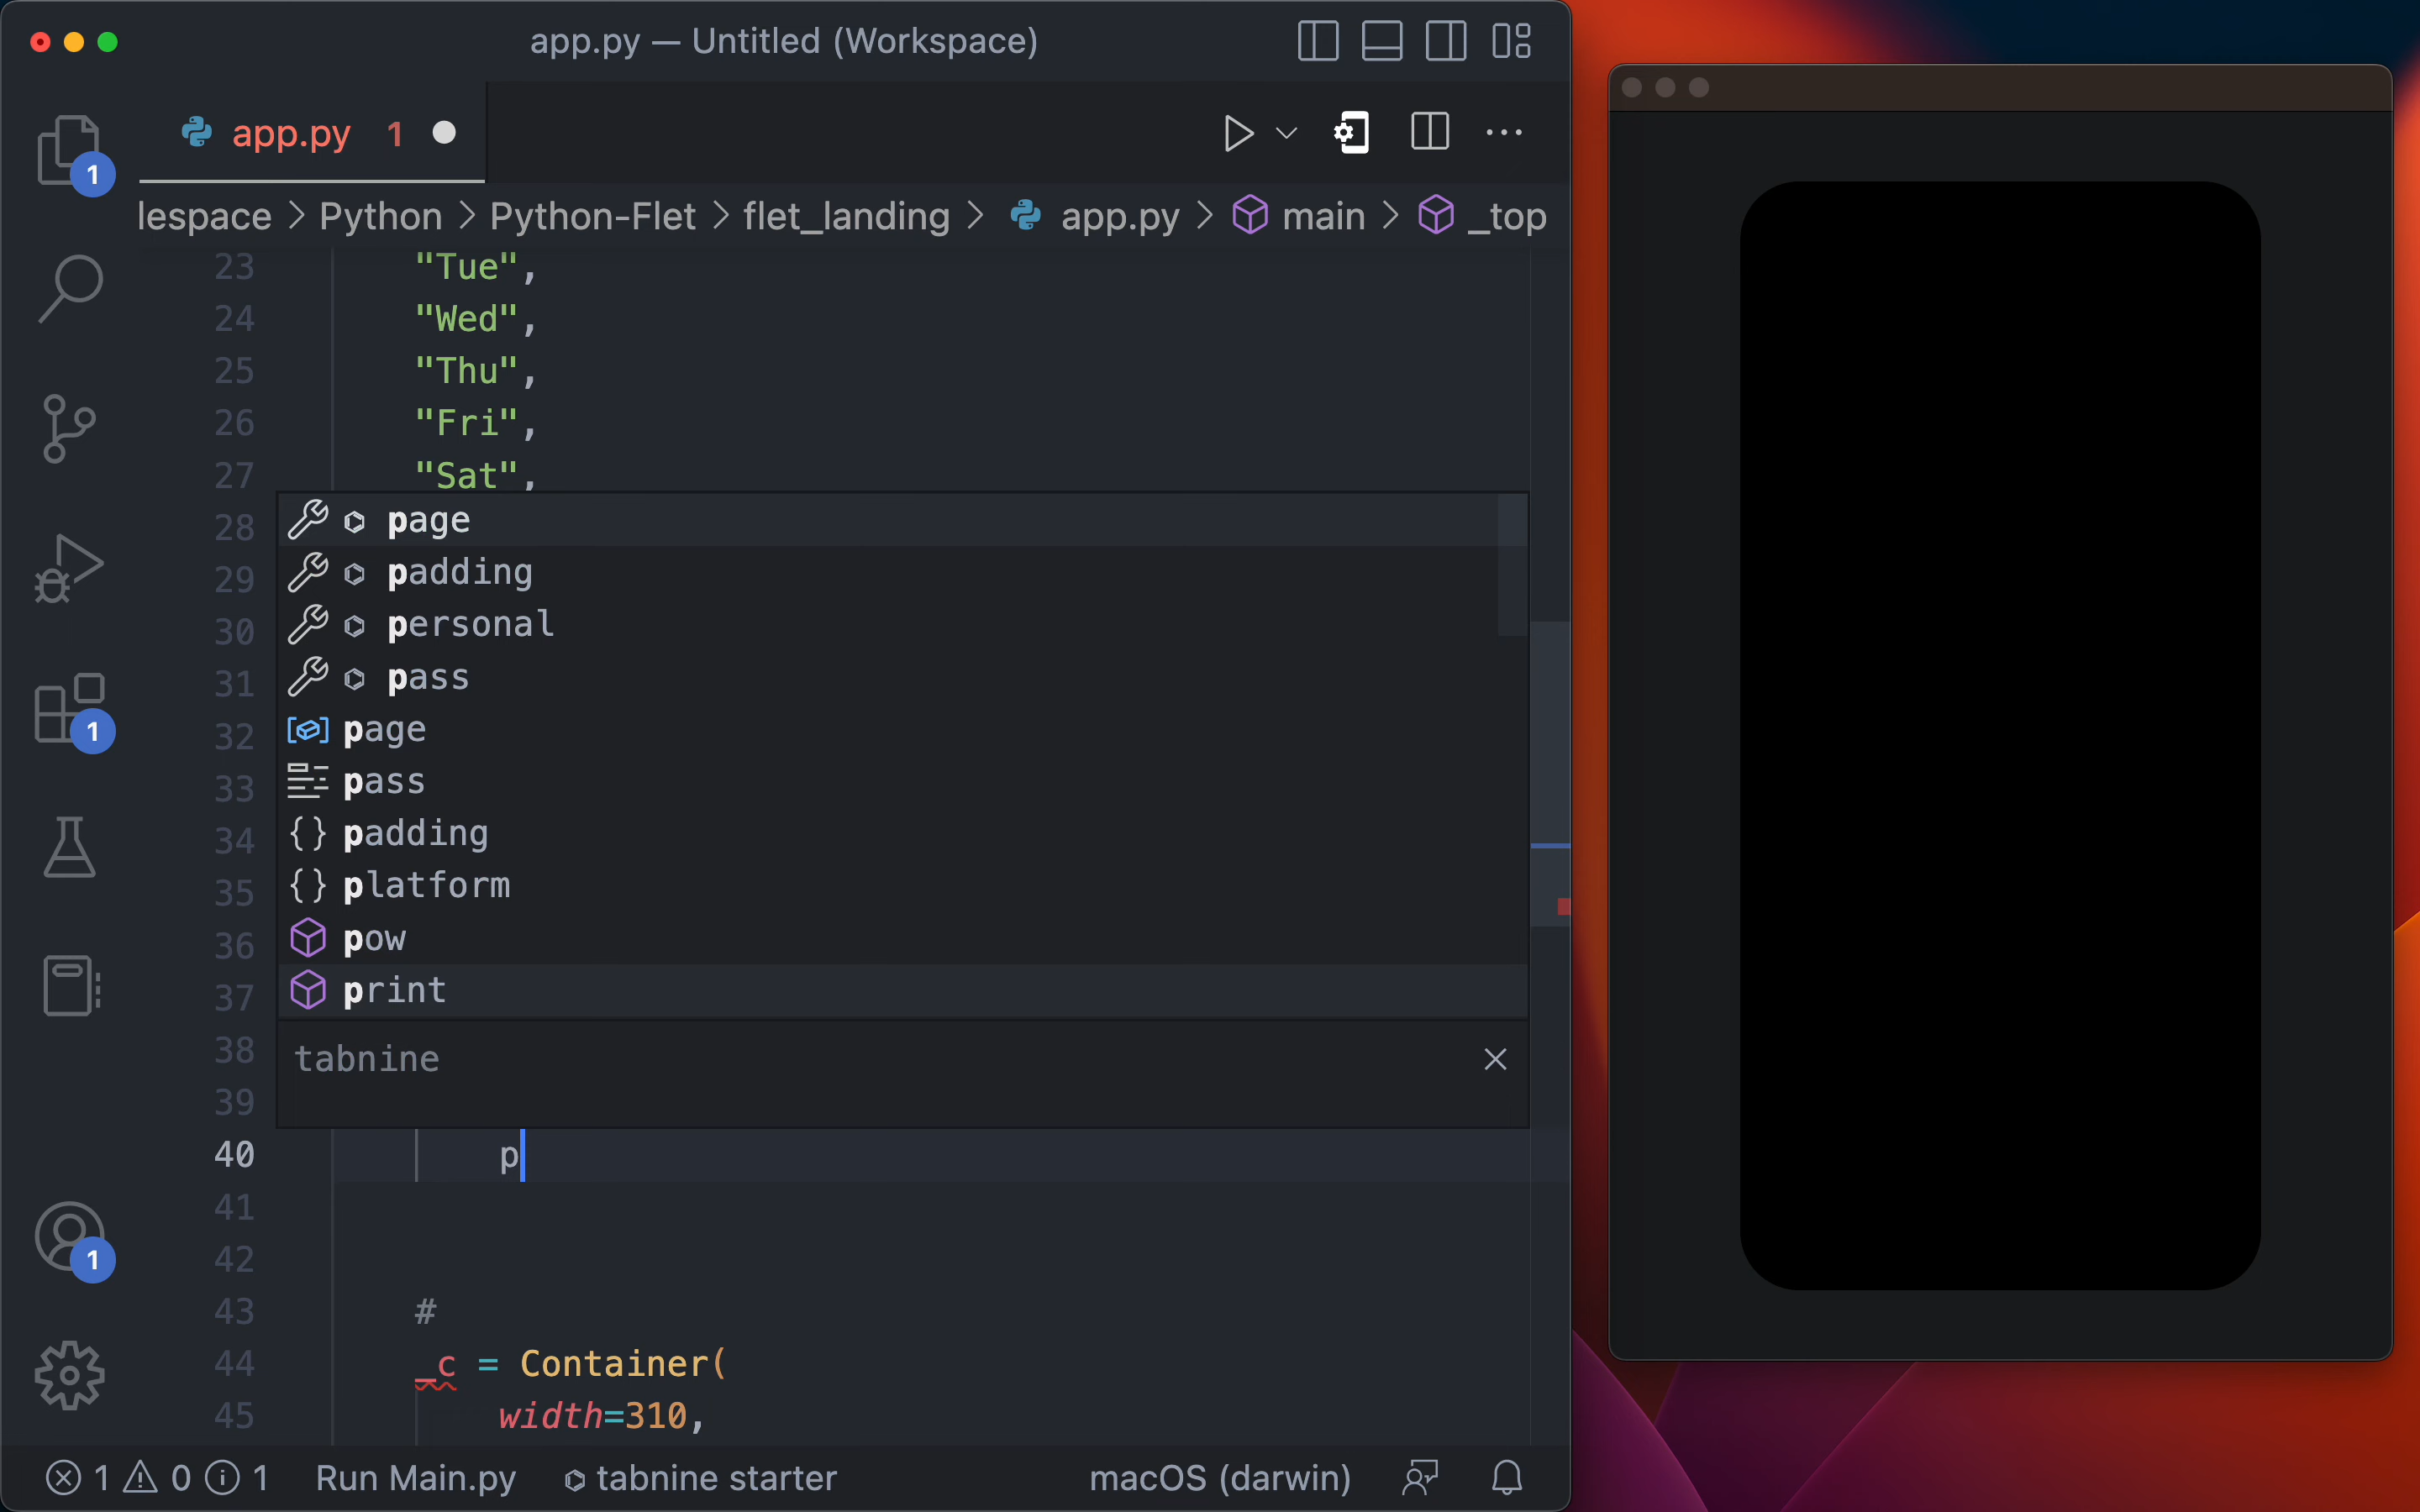 app.py — Untitled (Workspace)
app.py 1
lespace > Python > Python-Flet > flet_landing > app.py > main > _top
23 "Tue",
24 "Wed",
25 "Thu",
26 "Fri",
27 "Sat",
28
29
30
31
32
33
34
35
36
37
38
39
page
padding
personal
pass
page
pass
padding
platform
pow
print
tabnine
40 p
41
42
43 #
44 _c = Container(
45 width=310,
1
1
1
1 0 1 Run Main.py tabnine starter macOS (darwin)